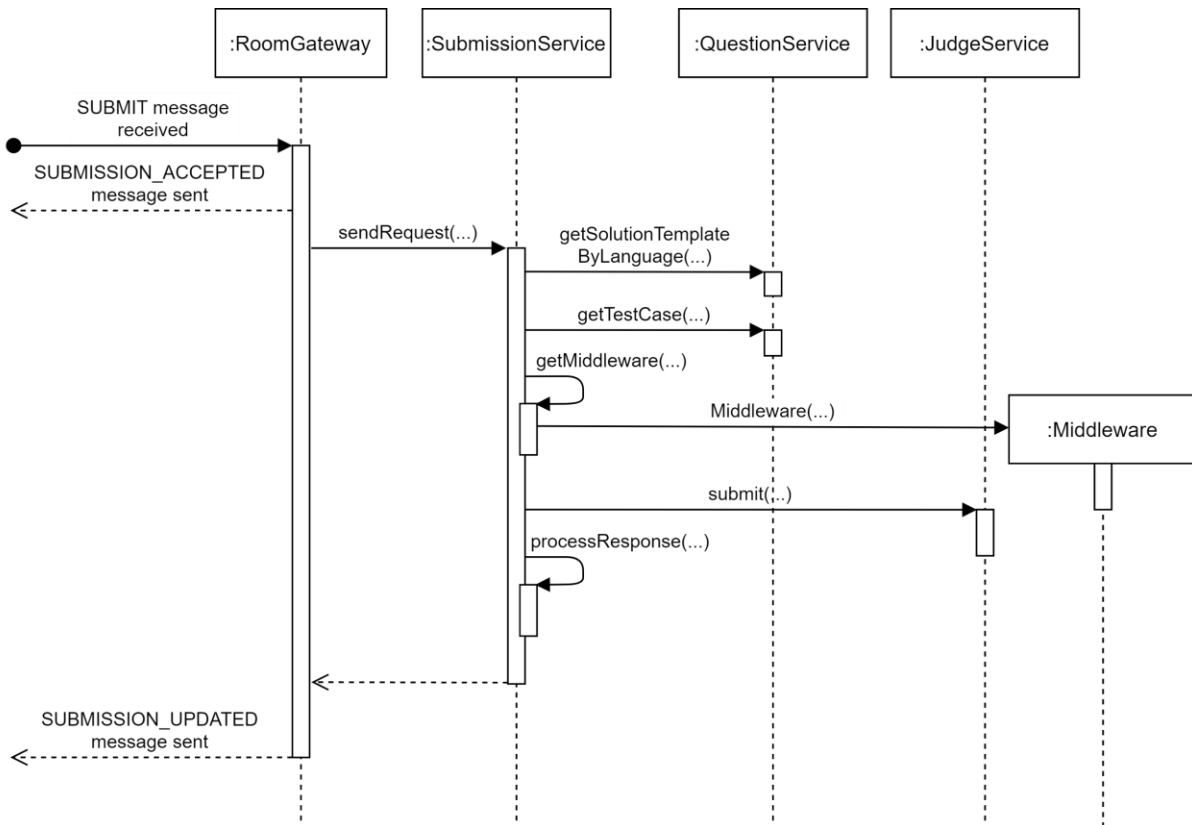 :RoomGateway
:SubmissionService
:QuestionService
:JudgeService
SUBMIT message
received
SUBMISSION_ACCEPTED
message sent
sendRequest(...)
getSolutionTemplate
ByLanguage(...)
getTestCase(...)
getMiddleware(...)
Middleware(...)
:Middleware
submit(...)
processResponse(...)
SUBMISSION_UPDATED
message sent